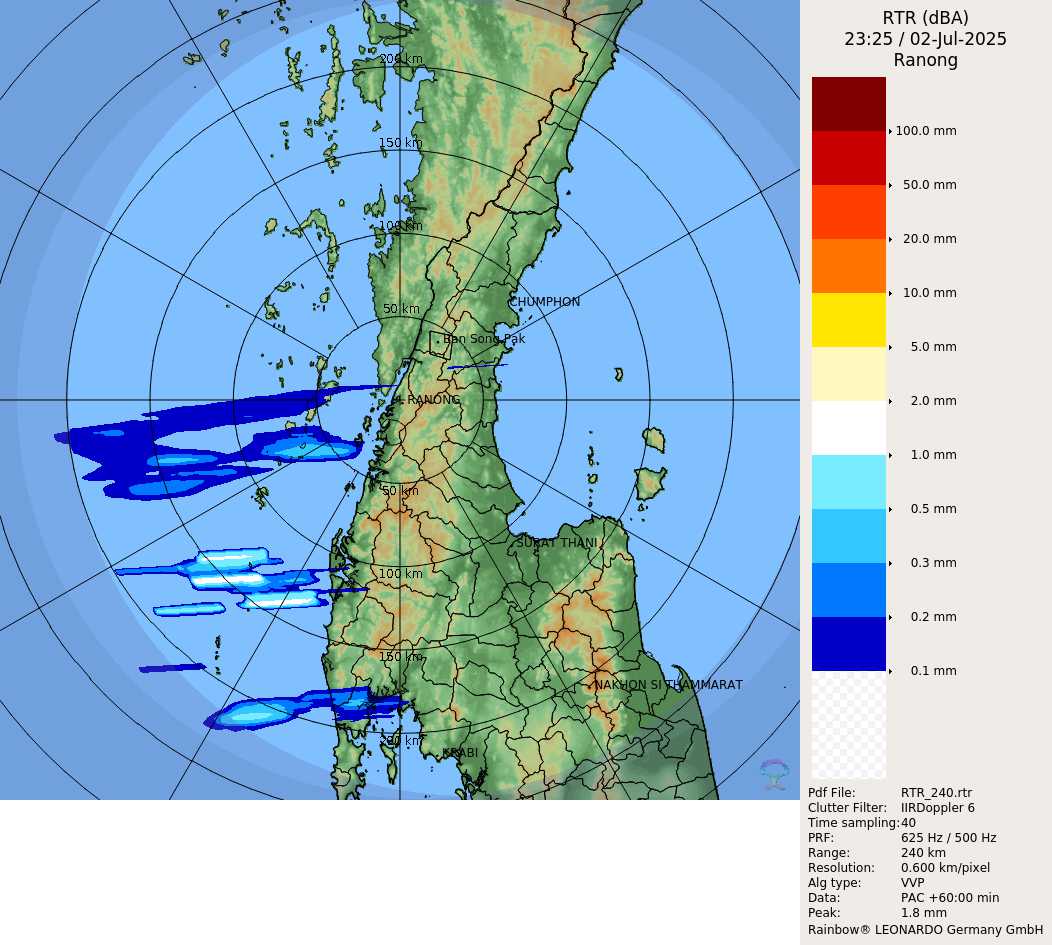 RTR (dBA)
23:25 / 02-Jul-2025
Ranong
200 km
150 km
100 km
50 km
CHUMPHON
Ban Song Pak
RANONG
50 km
SURAT THANI
100 km
150 km
NAKHON SI THAMMARAT
200 km
KRABI
100.0 mm
50.0 mm
20.0 mm
10.0 mm
5.0 mm
2.0 mm
1.0 mm
0.5 mm
0.3 mm
0.2 mm
0.1 mm
Pdf File: RTR_240.rtr
Clutter Filter: IIRDoppler 6
Time sampling:40
PRF: 625 Hz / 500 Hz
Range: 240 km
Resolution: 0.600 km/pixel
Alg type: VVP
Data: PAC +60:00 min
Peak: 1.8 mm
Rainbow® LEONARDO Germany GmbH